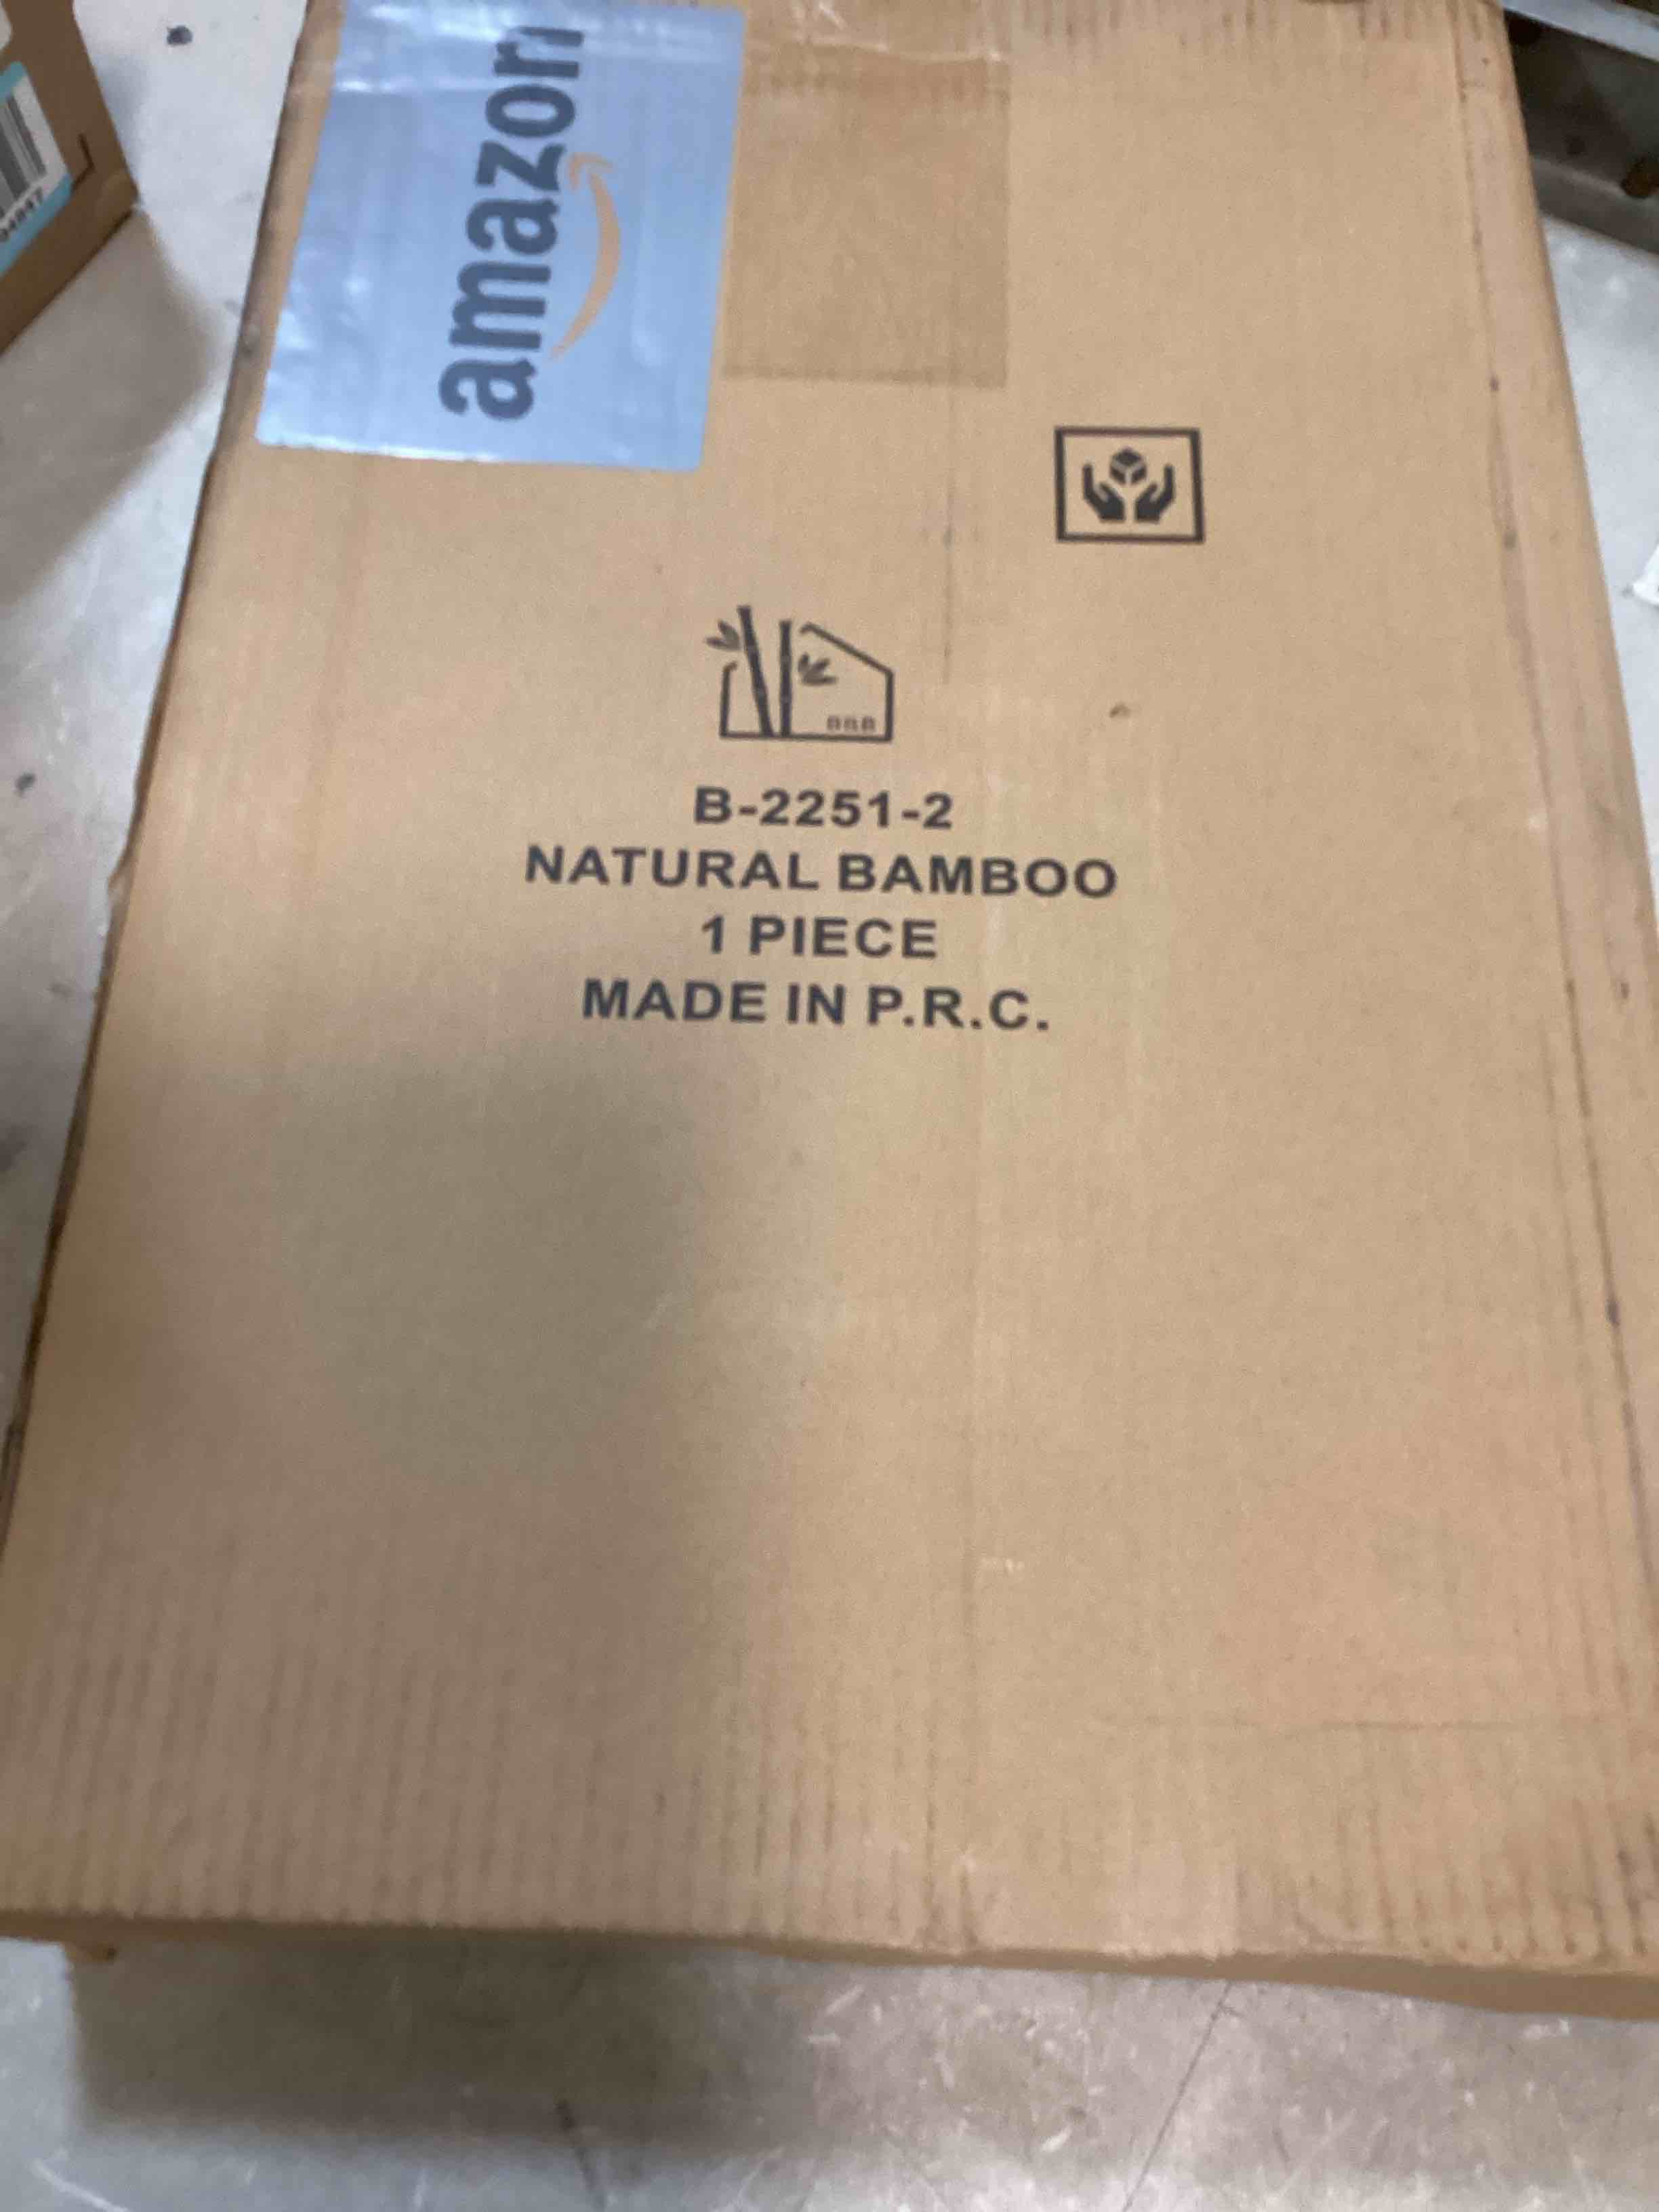 amazon
B-2251-2
NATURAL BAMBOO
1 PIECE
MADE IN P.R.C.